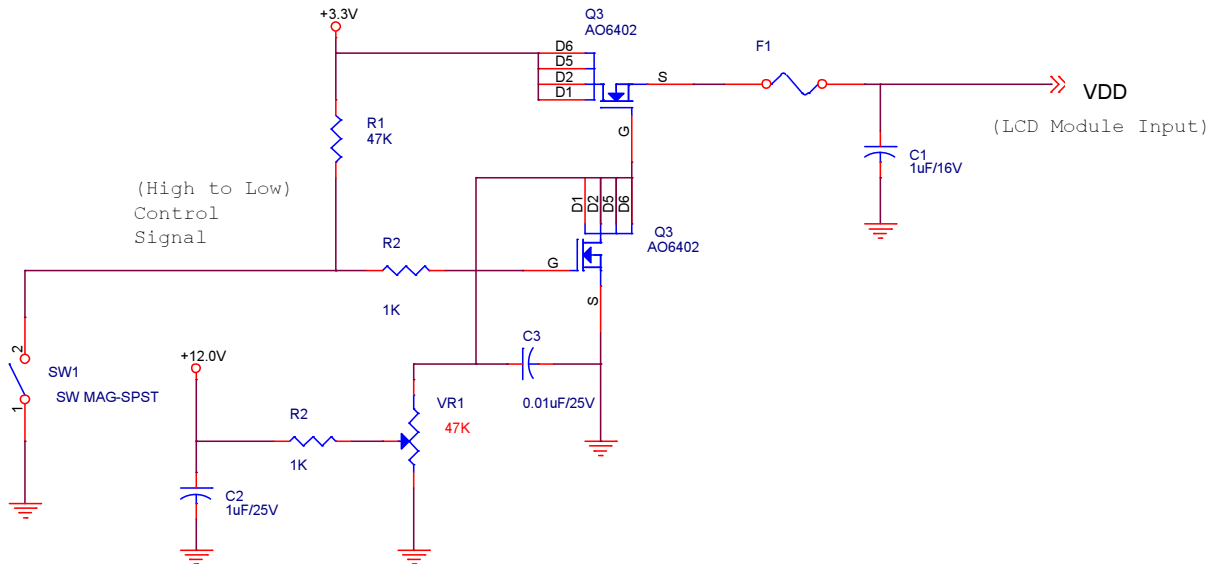 +3.3V
Q3
AO6402
D6
D5
D2
D1
S
G
F1
VDD
(LCD Module Input)
R1
47K
C1
1uF/16V
(High to Low)
Control
Signal
D1
D2
D5
D6
Q3
AO6402
R2
1K
G
S
2
1
SW1
SW MAG-SPST
+12.0V
C3
0.01uF/25V
R2
1K
VR1
47K
C2
1uF/25V